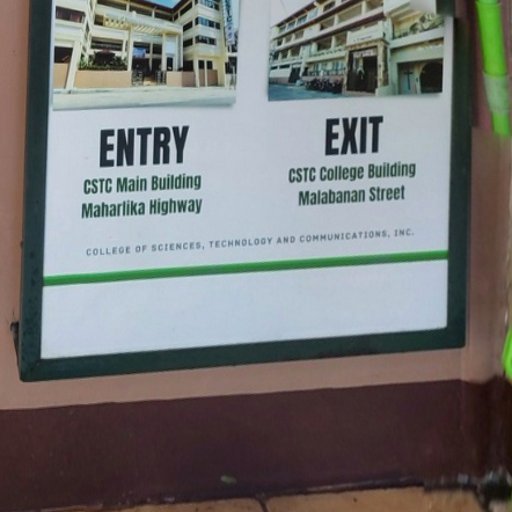 ENTRY
CSTC Main Building
Maharlika Highway
EXIT
CSTC College Building
Malabanan Street
COLLEGE OF SCIENCES, TECHNOLOGY AND COMMUNICATIONS, INC.